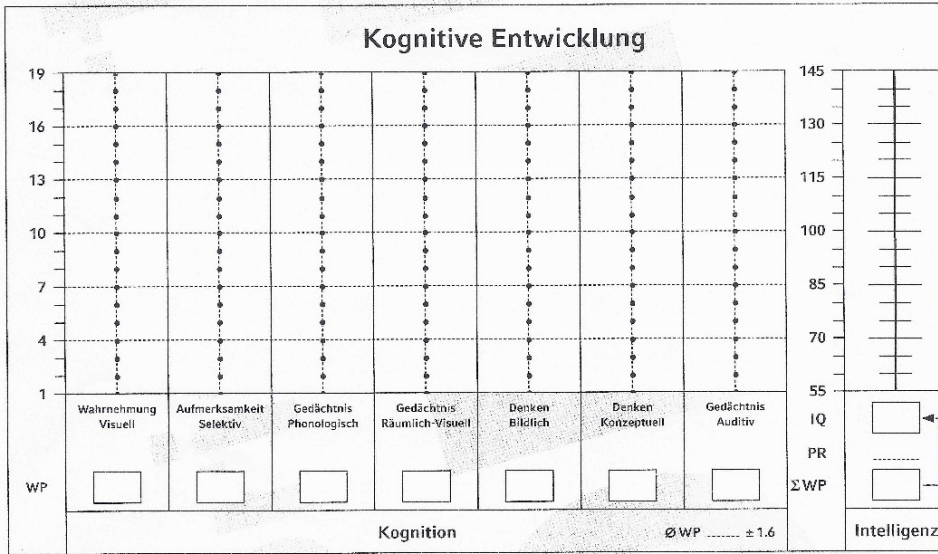 Kognitive Entwicklung
19
16
13
10
7
4
1
145
130
115
100
85
70
55
Wahrnehmung
Visuell
Aufmerksamkeit
Selektiv
Gedächtnis
Phonologisch
Gedächtnis
Räumlich-Visuell
Denken
Bildlich
Denken
Konzeptuell
Gedächtnis
Auditiv
IQ
PR
WP
ΣWP
Kognition
Ø WP ........ ± 1.6
Intelligenz